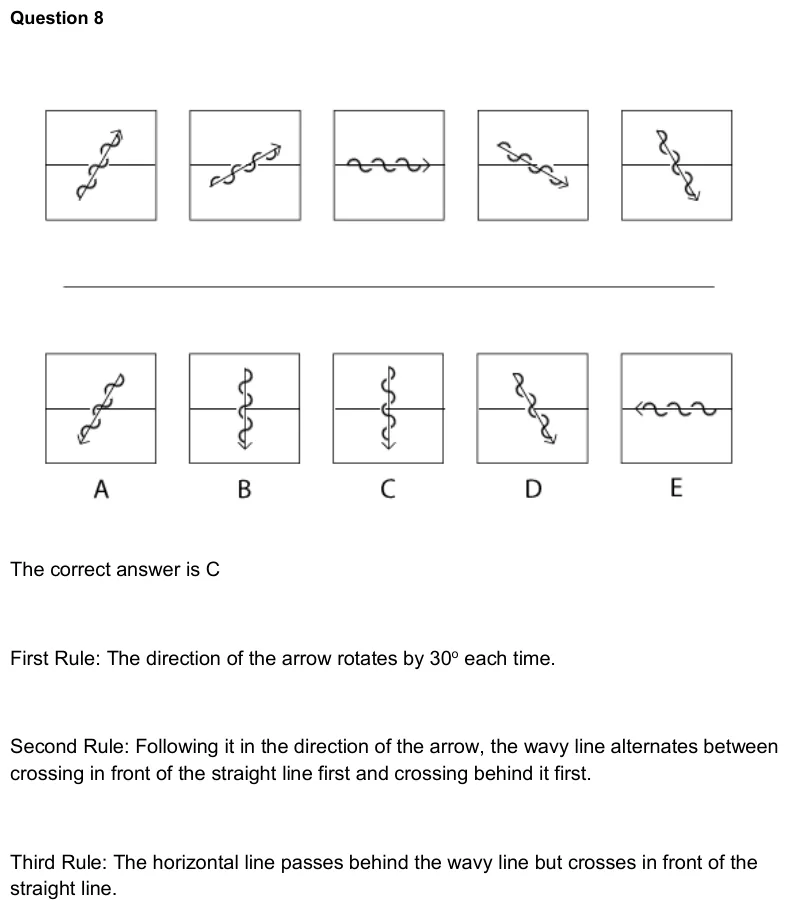 Question 8
A B C D E
The correct answer is C
First Rule: The direction of the arrow rotates by 30º each time.
Second Rule: Following it in the direction of the arrow, the wavy line alternates between
crossing in front of the straight line first and crossing behind it first.
Third Rule: The horizontal line passes behind the wavy line but crosses in front of the
straight line.